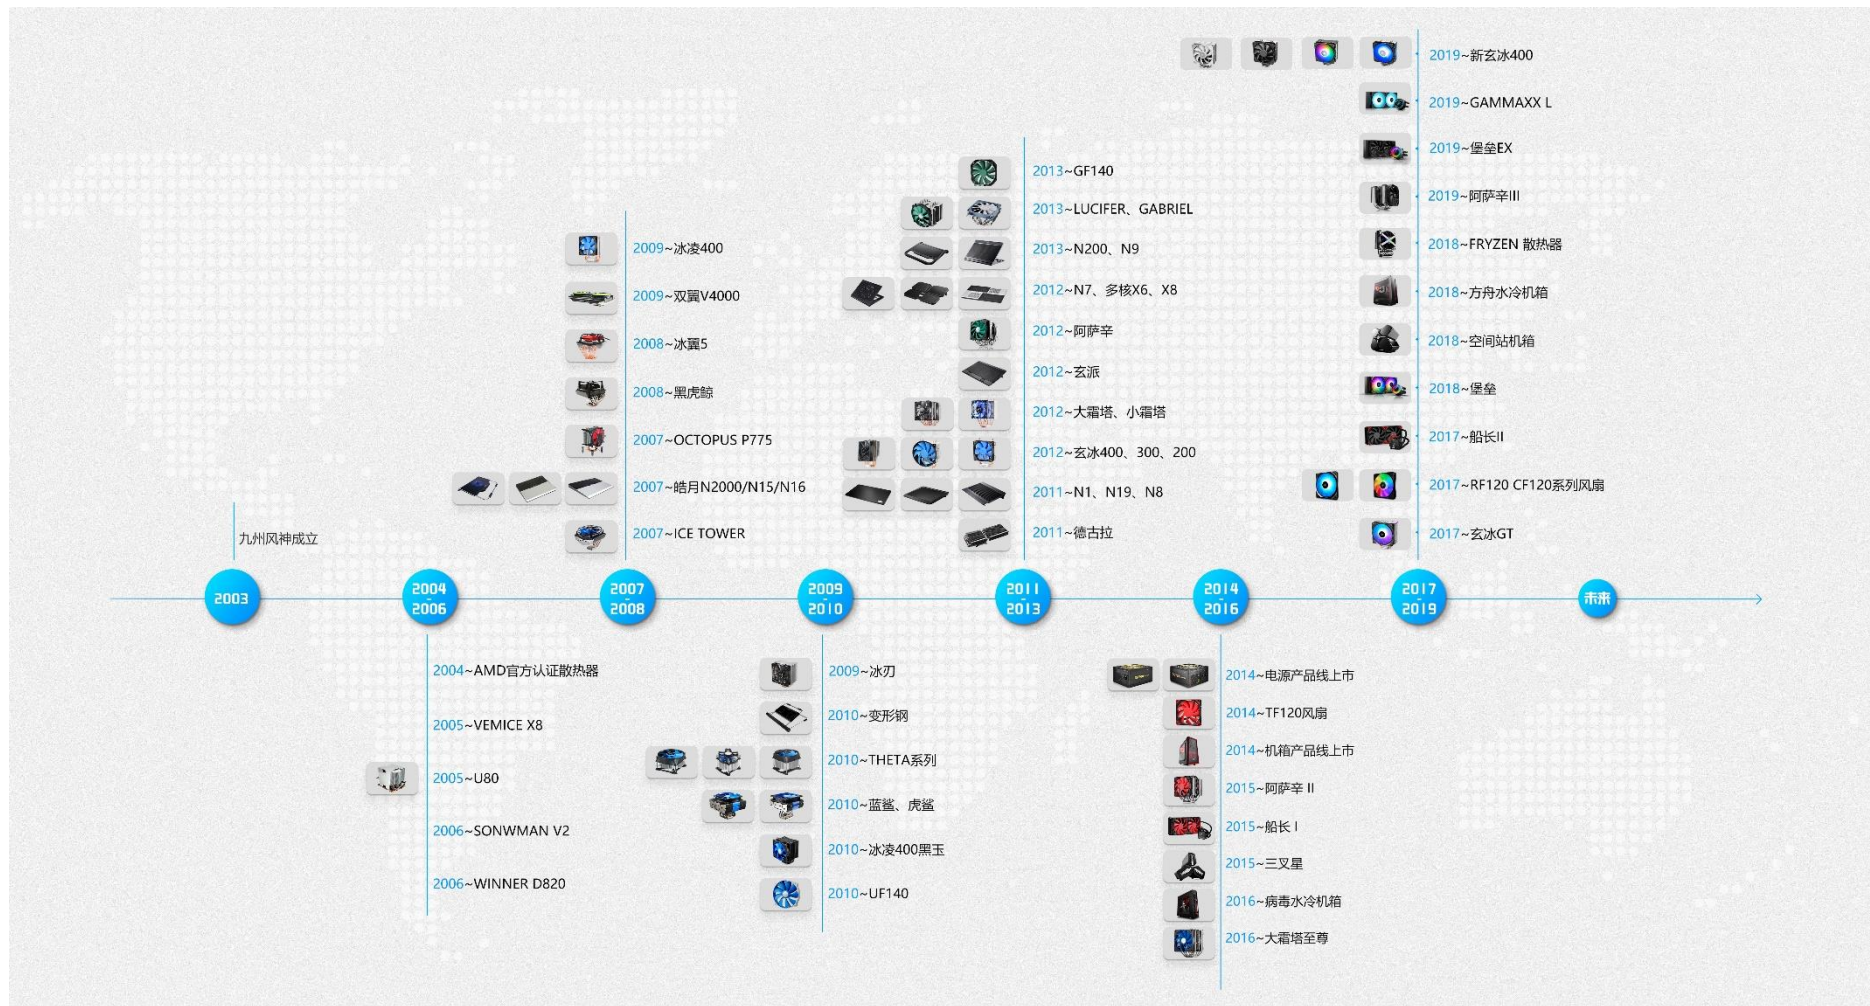 九州风神成立
2003
2004
-
2006
2004~AMD官方认证散热器
2005~VEMICE X8
2005~U80
2006~SONWMAN V2
2006~WINNER D820
2009~冰凌400
2009~双翼V4000
2008~冰翼5
2008~黑虎鲸
2007~OCTOPUS P775
2007~皓月N2000/N15/N16
2007~ICE TOWER
2007
-
2008
2009
-
2010
2009~冰刃
2010~变形钢
2010~THETA系列
2010~蓝鲨、虎鲨
2010~冰凌400黑玉
2010~UF140
2013~GF140
2013~LUCIFER、GABRIEL
2013~N200、N9
2012~N7、多核X6、X8
2012~阿萨辛
2012~玄派
2012~大霜塔、小霜塔
2012~玄冰400、300、200
2011~N1、N19、N8
2011~德古拉
2011
-
2013
2014
-
2016
2014~电源产品线上市
2014~TF120风扇
2014~机箱产品线上市
2015~阿萨辛 II
2015~船长 I
2015~三叉星
2016~病毒水冷机箱
2016~大霜塔至尊
2019~新玄冰400
2019~GAMMAXX L
2019~堡垒EX
2019~阿萨辛III
2018~FRYZEN 散热器
2018~方舟水冷机箱
2018~空间站机箱
2018~堡垒
2017~船长II
2017~RF120 CF120系列风扇
2017~玄冰GT
2017
-
2019
未来